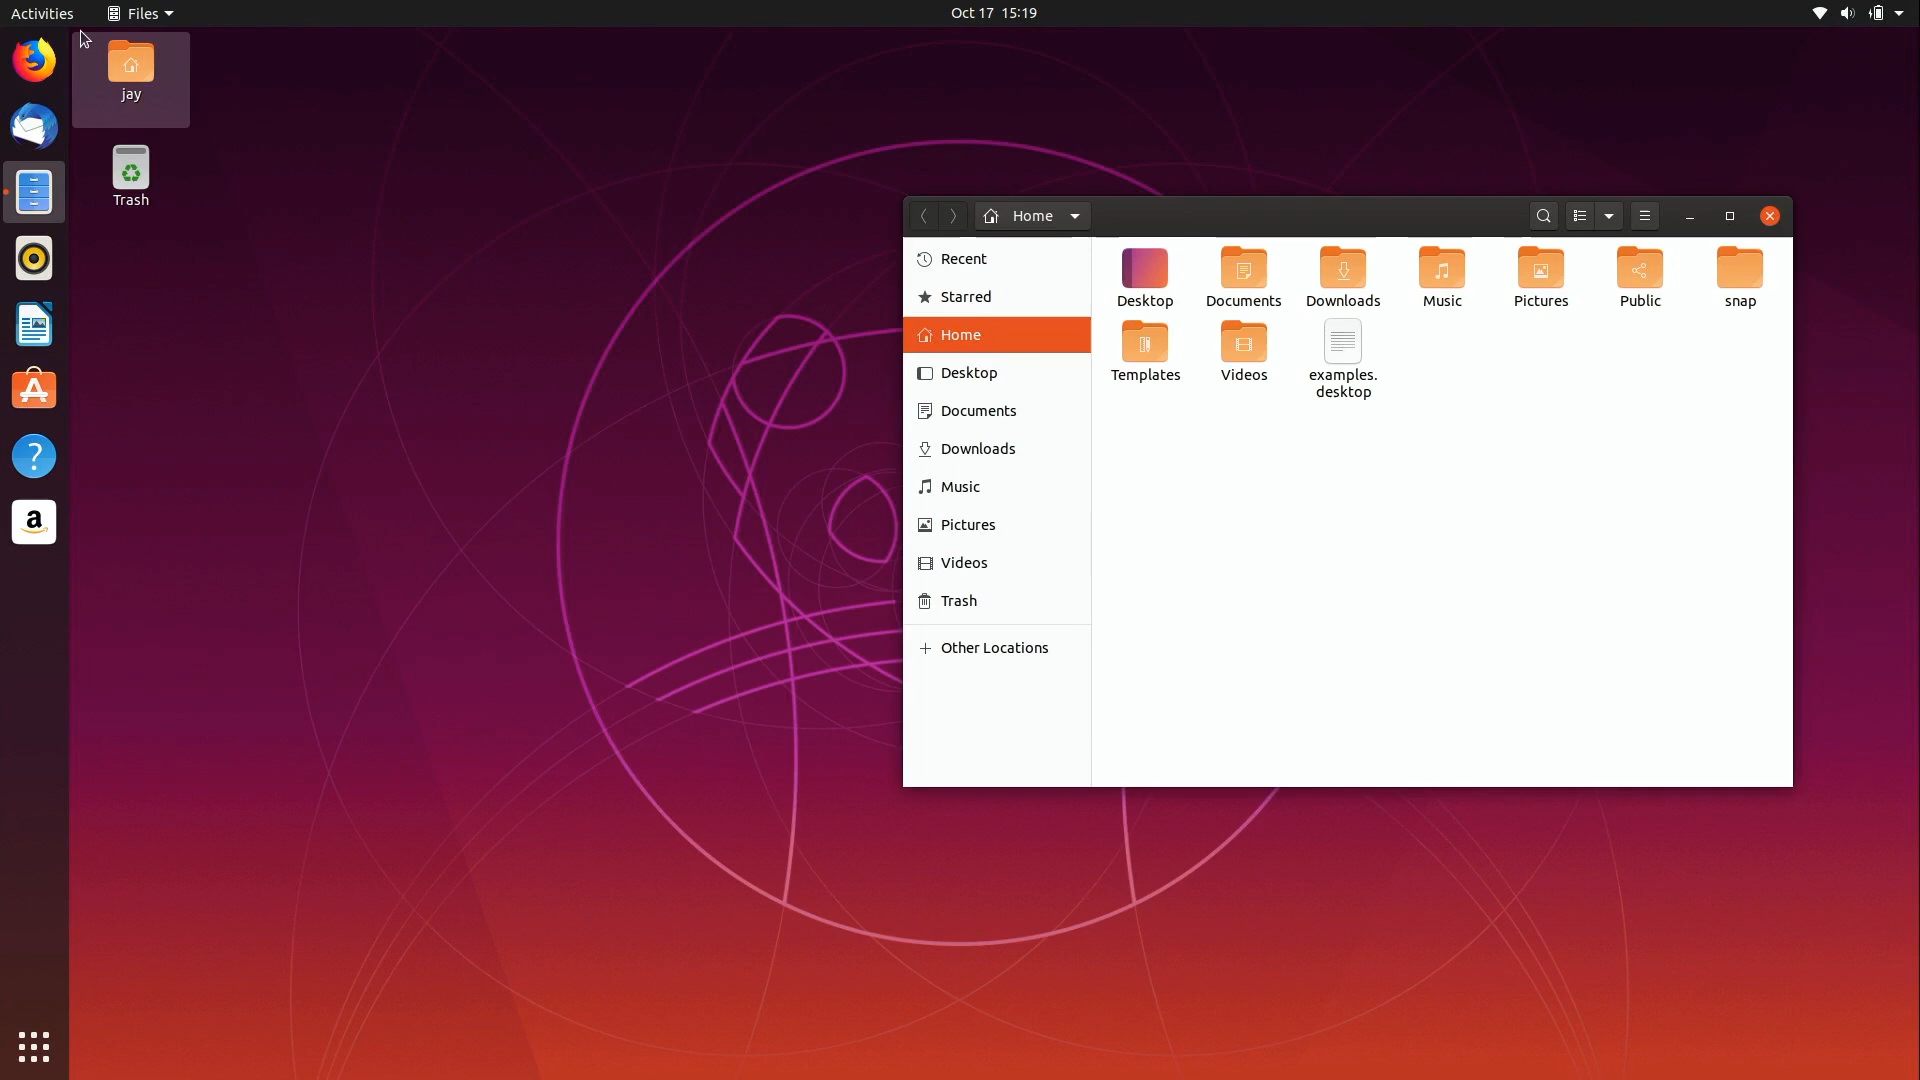 Activities
Files
Oct 17 15:19
jay
Trash
Home
Recent
Starred
Home
Desktop
Documents
Downloads
Music
Pictures
Videos
Trash
Other Locations
Desktop
Documents
Downloads
Music
Pictures
Public
snap
Templates
Videos
examples.
desktop